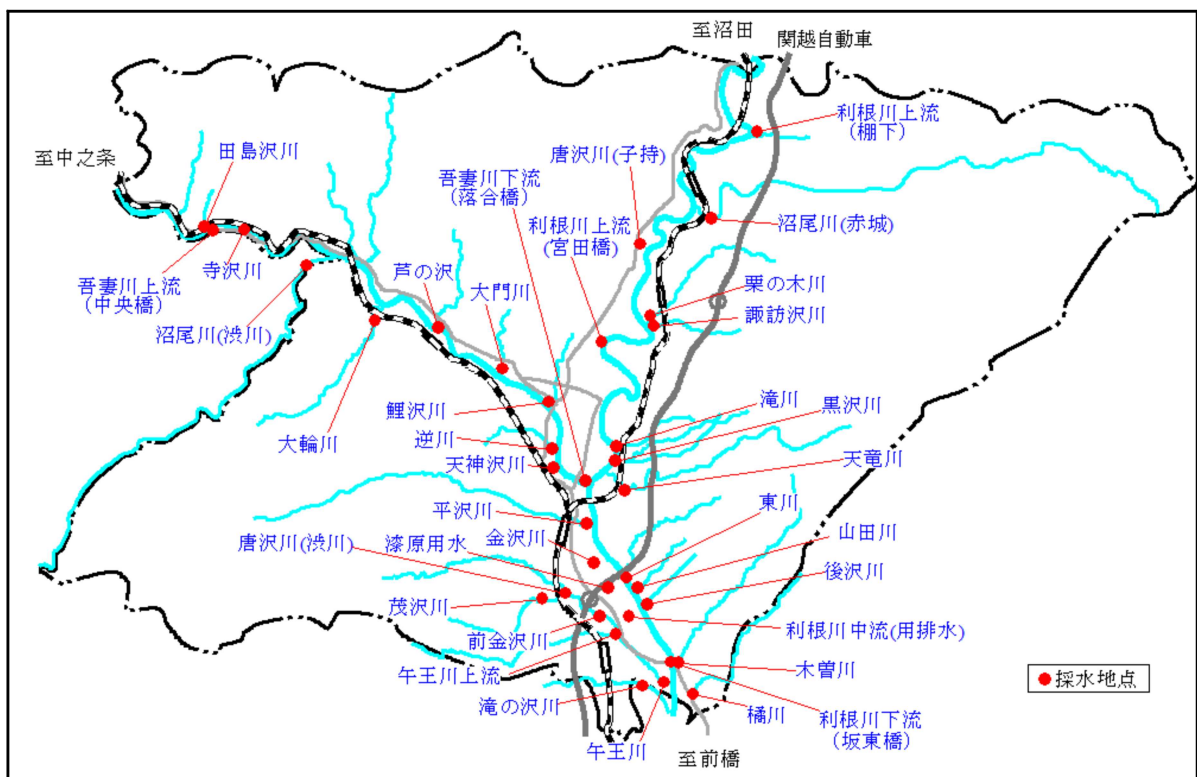 至沼田
関越自動車
利根川上流
(棚下)
至中之条
田島沢川
唐沢川(子持)
吾妻川下流
(落合橋)
利根川上流
(宮田橋)
沼尾川(赤城)
寺沢川
吾妻川上流
(中央橋)
芦の沢
大門川
栗の木川
諏訪沢川
沼尾川(渋川)
鯉沢川
滝川
黒沢川
大輪川
逆川
天神沢川
天竜川
平沢川
東川
唐沢川(渋川)
漆原用水
金沢川
山田川
後沢川
茂沢川
前金沢川
利根川中流(用排水)
午王川上流
木曽川
採水地点
滝の沢川
橘川
利根川下流
(坂東橋)
午王川
至前橋